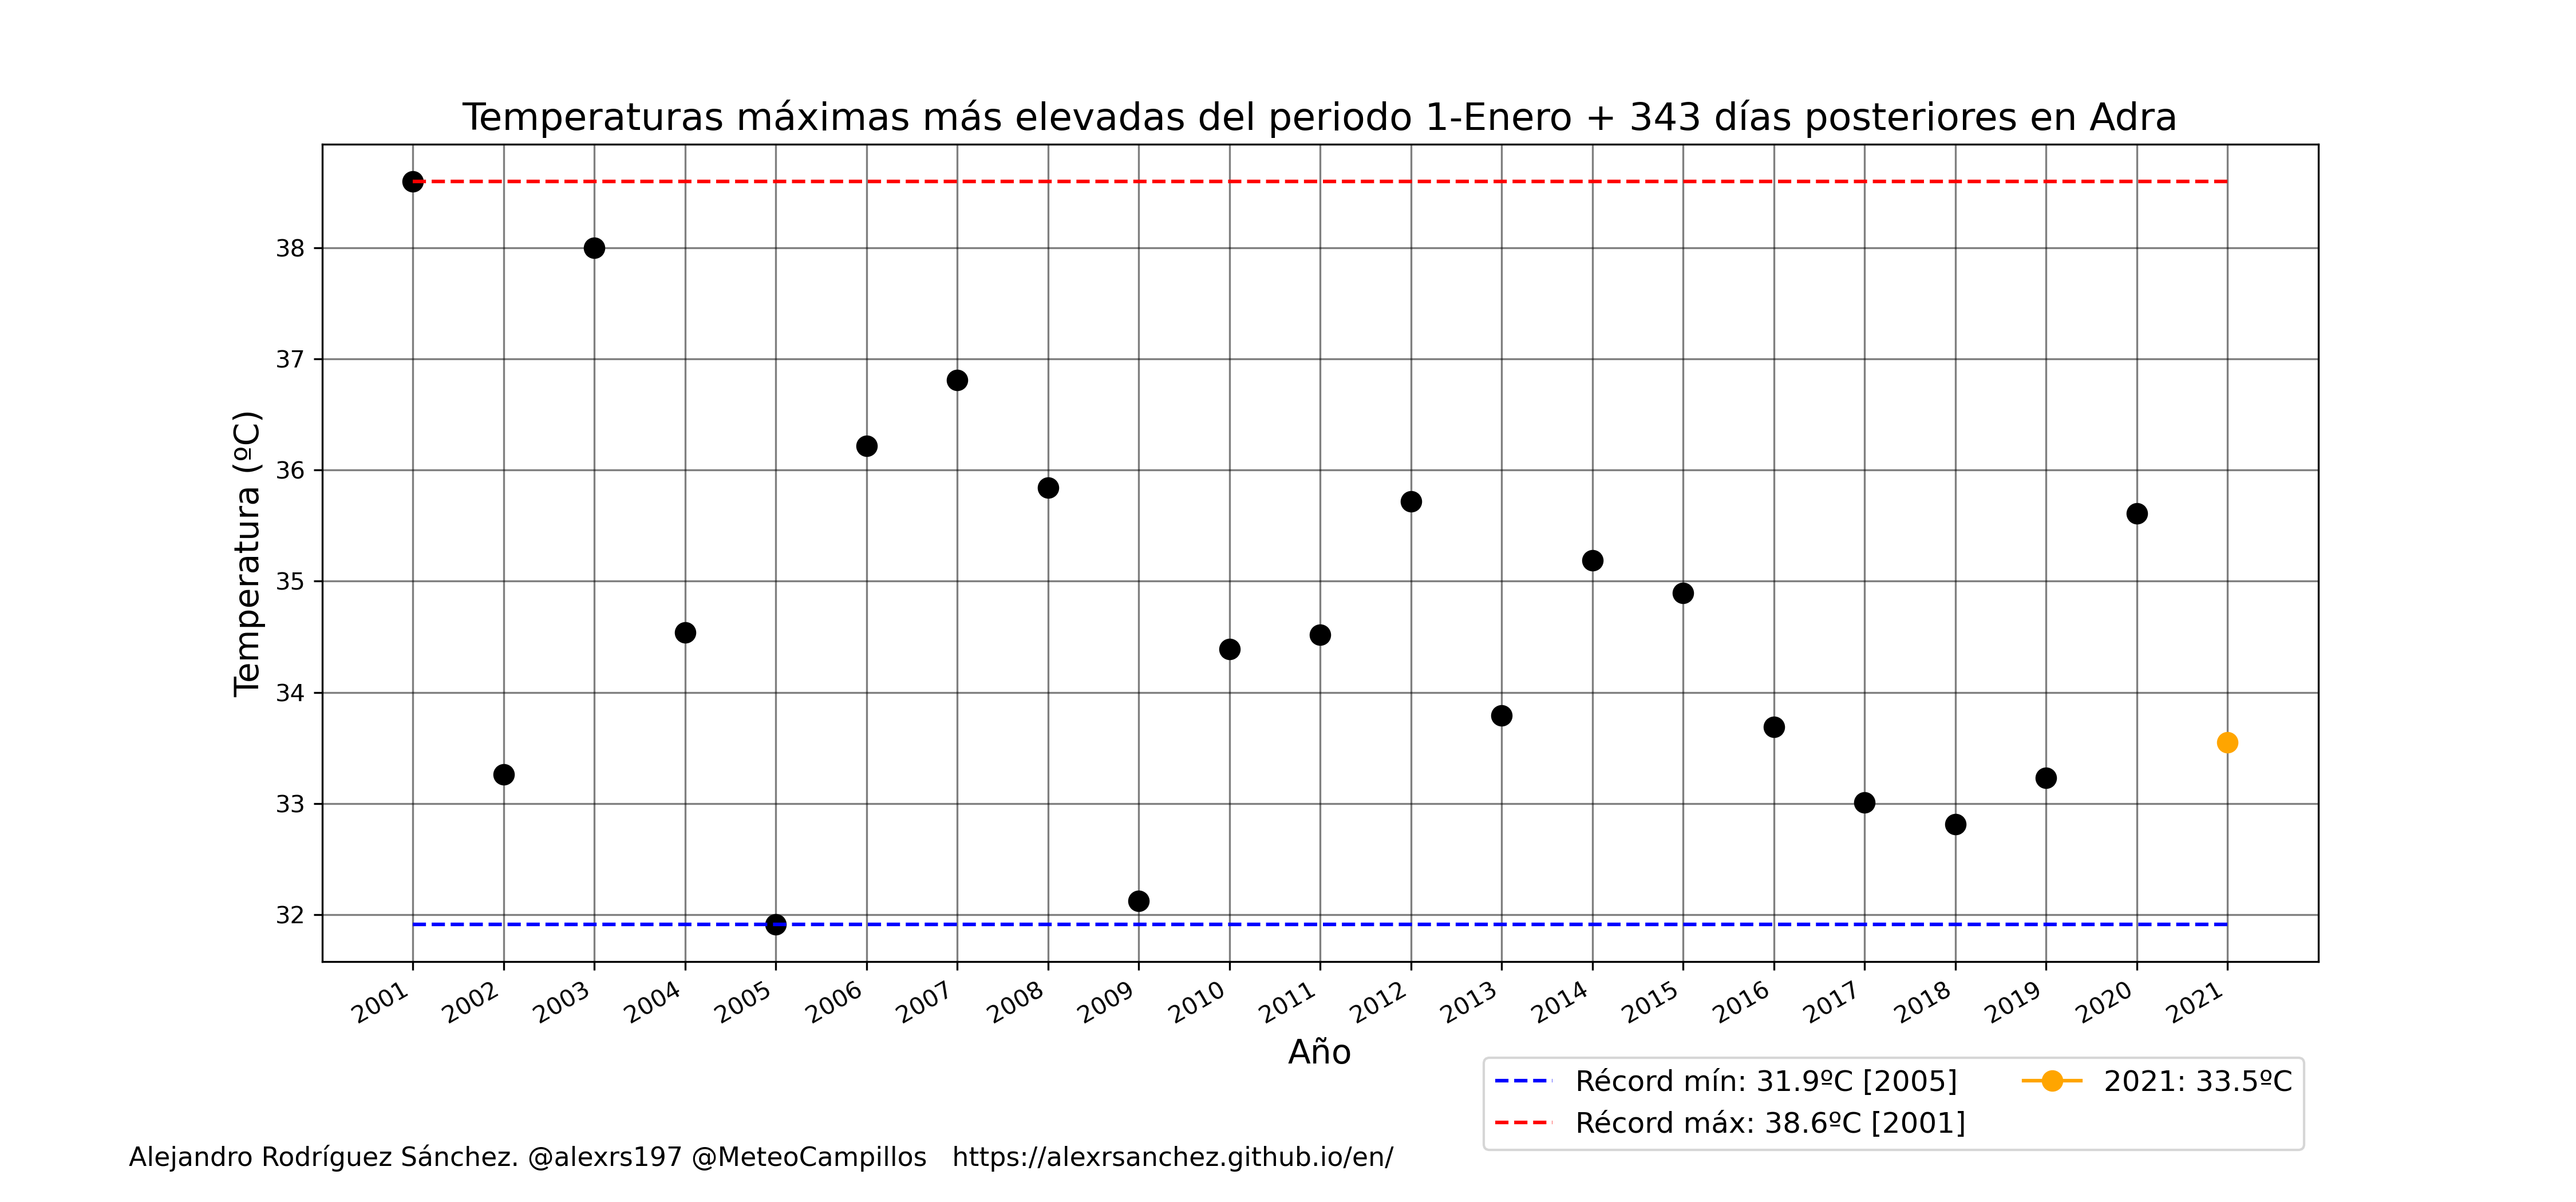 Temperaturas máximas más elevadas del periodo 1-Enero + 343 días posteriores en Adra
Temperatura (ºC)
38
37
36
35
34
33
32
2001 2002 2003 2004 2005 2006 2007 2008 2009 2010 2011 2012 2013 2014 2015 2016 2017 2018 2019 2020 2021
Año
Récord mín: 31.9ºC [2005]
Récord máx: 38.6ºC [2001]
2021: 33.5ºC
Alejandro Rodríguez Sánchez. @alexrs197 @MeteoCampillos https://alexrsanchez.github.io/en/